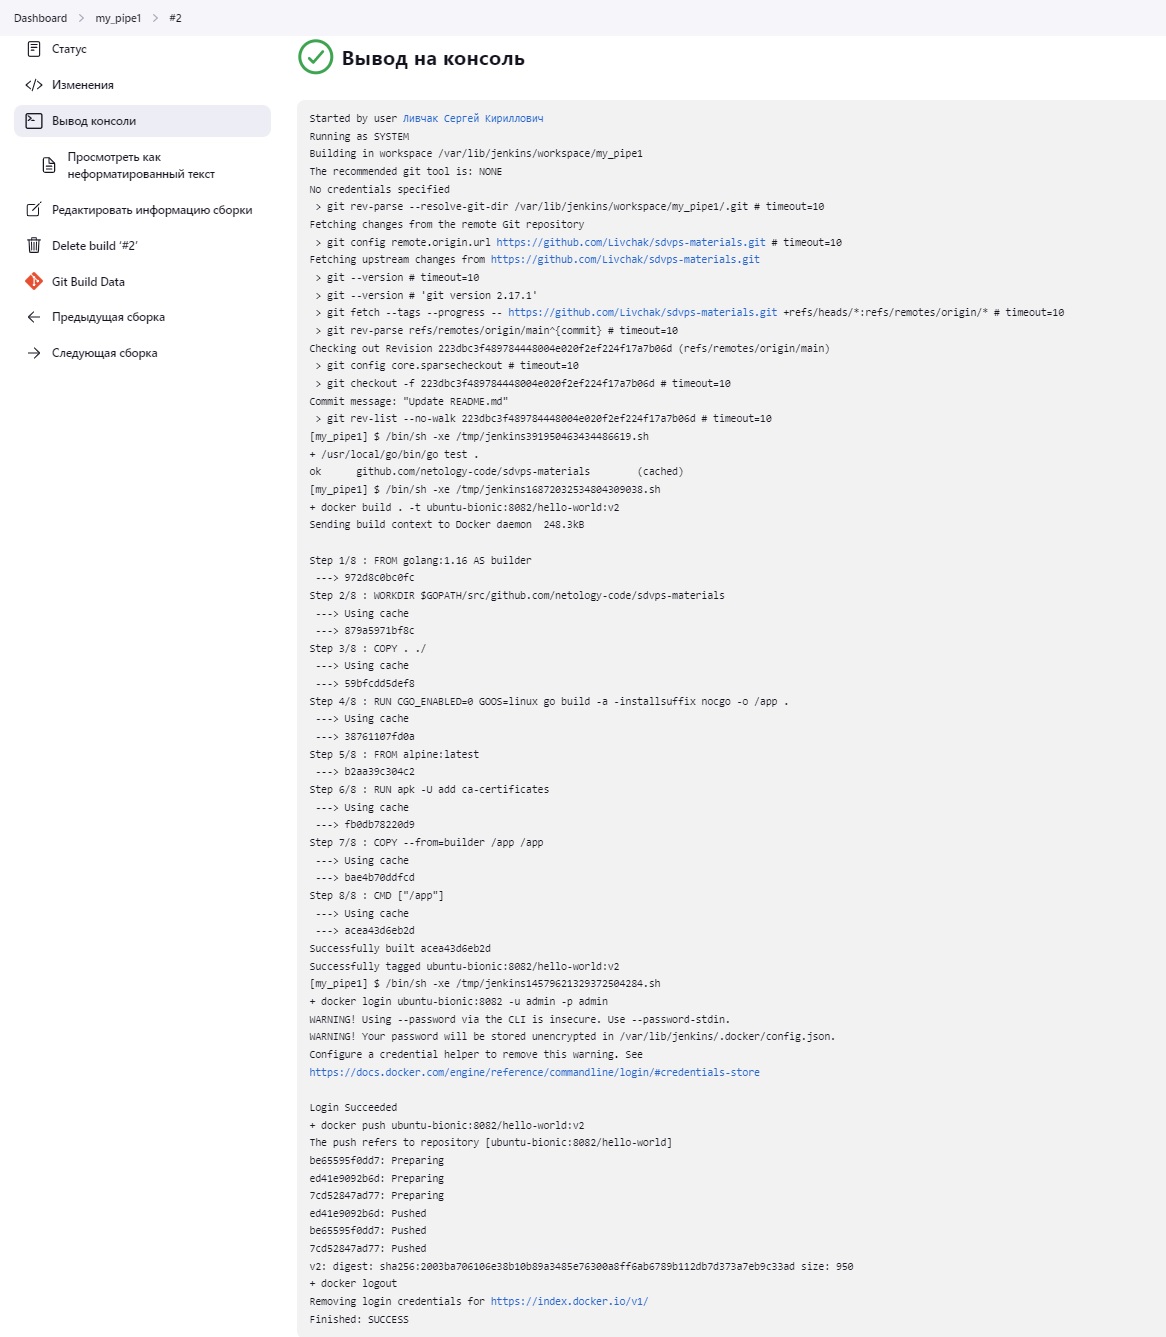 Dashboard > my_pipe1 > #2
Статус
Изменения
Вывод консоли
Просмотреть как
неформатированный текст
Редактировать информацию сборки
Delete build ‘#2’
Git Build Data
Предыдущая сборка
Следующая сборка
Вывод на консоль
Started by user Ливчак Сергей Кириллович
Running as SYSTEM
Building in workspace /var/lib/jenkins/workspace/my_pipe1
The recommended git tool is: NONE
No credentials specified
> git rev-parse --resolve-git-dir /var/lib/jenkins/workspace/my_pipe1/.git # timeout=10
Fetching changes from the remote Git repository
> git config remote.origin.url https://github.com/Livchak/sdvps-materials.git # timeout=10
Fetching upstream changes from https://github.com/Livchak/sdvps-materials.git
> git --version # timeout=10
> git --version # 'git version 2.17.1'
> git fetch --tags --progress -- https://github.com/Livchak/sdvps-materials.git +refs/heads/*:refs/remotes/origin/* # timeout=10
> git rev-parse refs/remotes/origin/main^{commit} # timeout=10
Checking out Revision 223dbc3f489784448004e020f2ef224f17a7b06d (refs/remotes/origin/main)
> git config core.sparsecheckout # timeout=10
> git checkout -f 223dbc3f489784448004e020f2ef224f17a7b06d # timeout=10
Commit message: "Update README.md"
> git rev-list --no-walk 223dbc3f489784448004e020f2ef224f17a7b06d # timeout=10
[my_pipe1] $ /bin/sh -xe /tmp/jenkins391950463434486619.sh
+ /usr/local/go/bin/go test .
ok github.com/netology-code/sdvps-materials (cached)
[my_pipe1] $ /bin/sh -xe /tmp/jenkins16872032534804309038.sh
+ docker build . -t ubuntu-bionic:8082/hello-world:v2
Sending build context to Docker daemon 248.3kB
Step 1/8 : FROM golang:1.16 AS builder
---> 972d8c0bc0fc
Step 2/8 : WORKDIR $GOPATH/src/github.com/netology-code/sdvps-materials
---> Using cache
---> 879a5971bf8c
Step 3/8 : COPY . ./
---> Using cache
---> 59bfcdd5def8
Step 4/8 : RUN CGO_ENABLED=0 GOOS=linux go build -a -installsuffix nocgo -o /app .
---> Using cache
---> 38761107fd0a
Step 5/8 : FROM alpine:latest
---> b2aa39c304c2
Step 6/8 : RUN apk -U add ca-certificates
---> Using cache
---> fb0db78220d9
Step 7/8 : COPY --from=builder /app /app
---> Using cache
---> bae4b70ddfcd
Step 8/8 : CMD ["/app"]
---> Using cache
---> acea43d6eb2d
Successfully built acea43d6eb2d
Successfully tagged ubuntu-bionic:8082/hello-world:v2
[my_pipe1] $ /bin/sh -xe /tmp/jenkins14579621329372504284.sh
+ docker login ubuntu-bionic:8082 -u admin -p admin
WARNING! Using --password via the CLI is insecure. Use --password-stdin.
WARNING! Your password will be stored unencrypted in /var/lib/jenkins/.docker/config.json.
Configure a credential helper to remove this warning. See
https://docs.docker.com/engine/reference/commandline/login/#credentials-store
Login Succeeded
+ docker push ubuntu-bionic:8082/hello-world:v2
The push refers to repository [ubuntu-bionic:8082/hello-world]
be65595f0dd7: Preparing
ed41e9092b6d: Preparing
7cd52847ad77: Preparing
ed41e9092b6d: Pushed
be65595f0dd7: Pushed
7cd52847ad77: Pushed
v2: digest: sha256:2003ba706106e38b10b89a3485e76300a8ff6ab6789b112db7d373a7eb9c33ad size: 950
+ docker logout
Removing login credentials for https://index.docker.io/v1/
Finished: SUCCESS